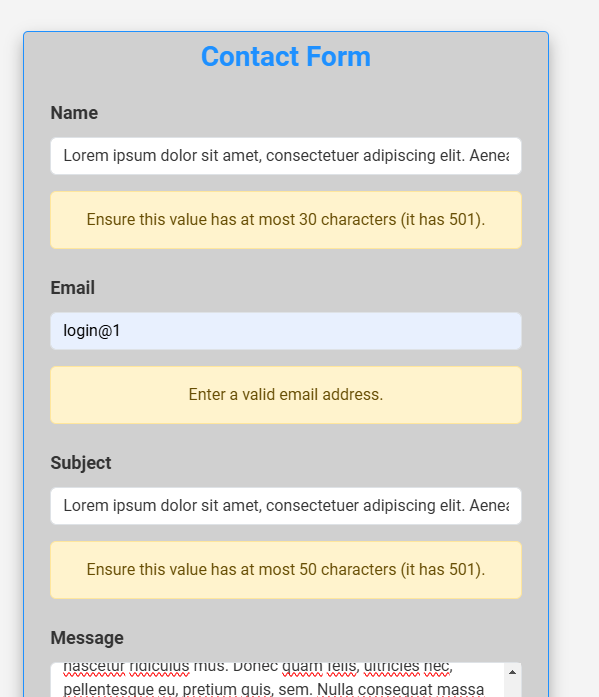 Contact Form
Name
Lorem ipsum dolor sit amet, consectetuer adipiscing elit. Aenea
Ensure this value has at most 30 characters (it has 501).
Email
login@1
Enter a valid email address.
Subject
Lorem ipsum dolor sit amet, consectetuer adipiscing elit. Aenea
Ensure this value has at most 50 characters (it has 501).
Message
nascetur ridiculus mus. Donec quam felis, ultricies nec,
pellentesque eu, pretium quis, sem. Nulla consequat massa